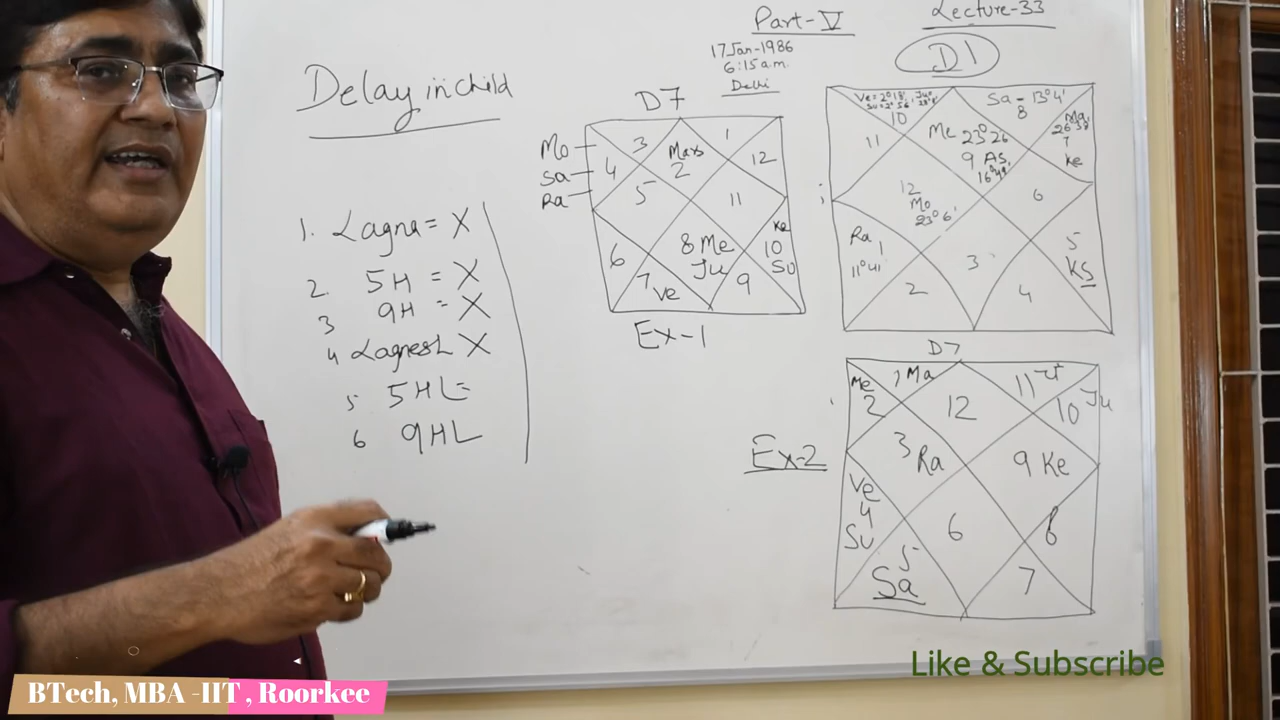 Part-V
Lecture-33
17 Jan-1986
6:15 a.m.
Delhi
D1
Delay in child
1. Lagna = X
2. 5H = X
3 9H = X
4 Lagnesh X
5 5HL =
6 9HL
D7
Mo
Sa
Ra
3
1
4
Mars
2
12
5
11
6
8 Me
Ju
Ke
10
Su
7
Ve
9
Ex-1
Ve = 2°18'
10
Sa - 13°4'
8
Ma
7
Ke
11
Me 23°26
9 As,
16°49'
12
Mo
23°6'
6
Ra 1
11°41
3
5
KS
2
4
D7
Me
2
1 Ma
12
11
10 Ju
3 Ra
9 Ke
Ve
4
Su
6
8
5
Sa
7
Ex-2
Like & Subscribe
BTech, MBA -IIT , Roorkee